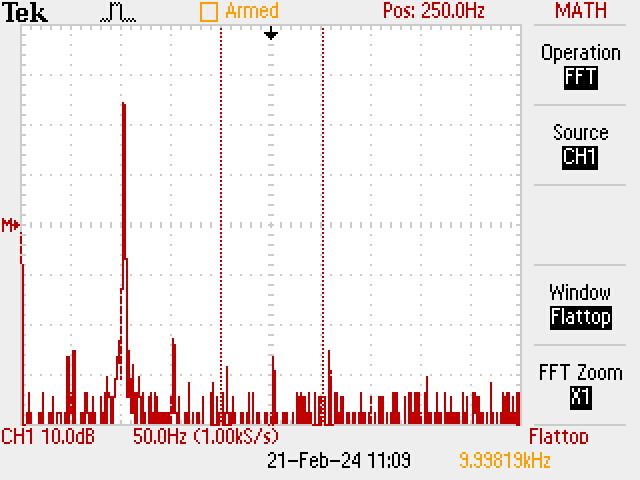 Tek Armed Pos: 250.0Hz MATH
Operation
FFT
Source
CH1
M
Window
Flattop
FFT Zoom
X1
CH1 10.0dB 50.0Hz (1.00kS/s) Flattop
21-Feb-24 11:09 9.99819kHz